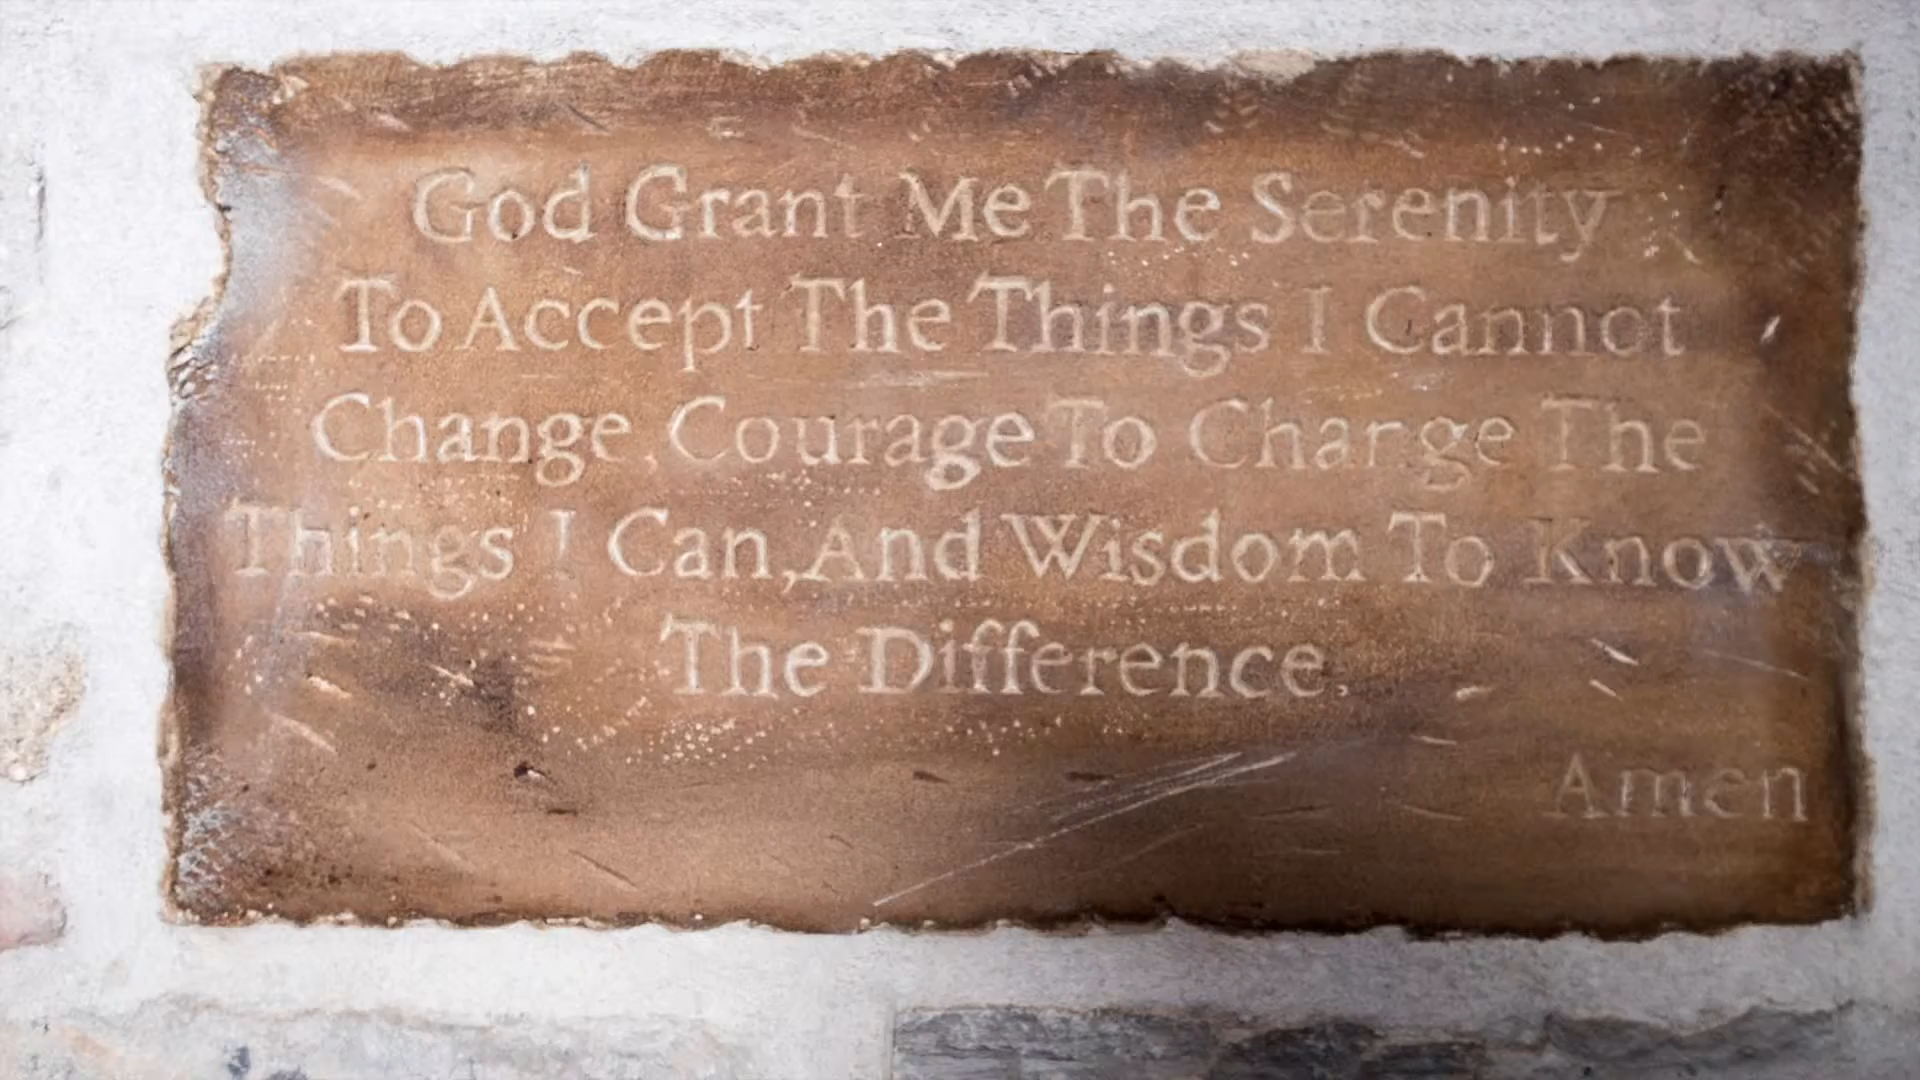 God Grant Me The Serenity
To Accept The Things I Cannot
Change, Courage To Change The
Things I Can, And Wisdom To Know
The Difference.
Amen